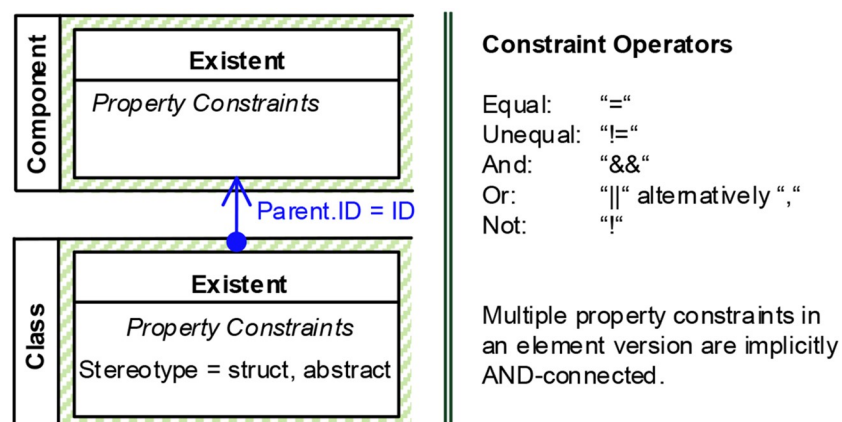 Component
Existent
Property Constraints
Parent.ID = ID
Class
Existent
Property Constraints
Stereotype = struct, abstract
Constraint Operators
Equal: “=“
Unequal: “!=“
And: “&&“
Or: “||“ alternatively “,“
Not: “!“
Multiple property constraints in
an element version are implicitly
AND-connected.